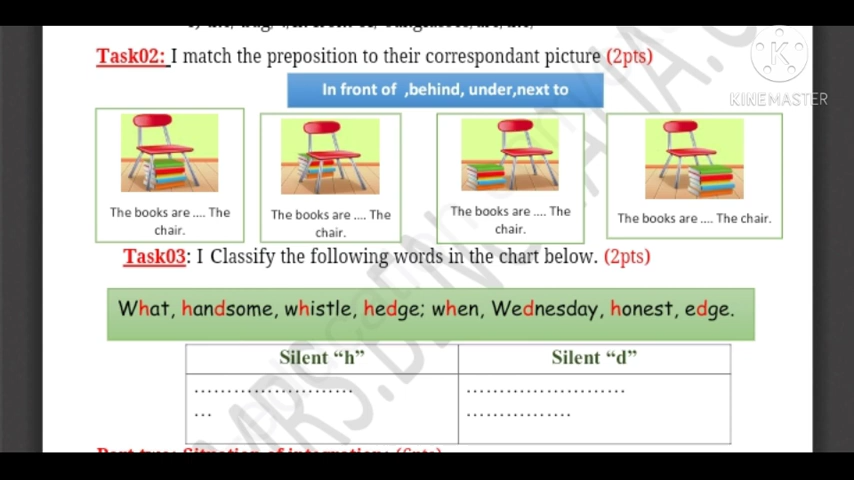 Task02: I match the preposition to their correspondant picture (2pts)
KINEMASTER
In front of ,behind, under,next to
The books are .... The chair.
The books are .... The chair.
The books are .... The chair.
The books are .... The chair.
Task03: I Classify the following words in the chart below. (2pts)
What, handsome, whistle, hedge; when, Wednesday, honest, edge.
Silent “h” Silent “d”
........................ ........................
... ................